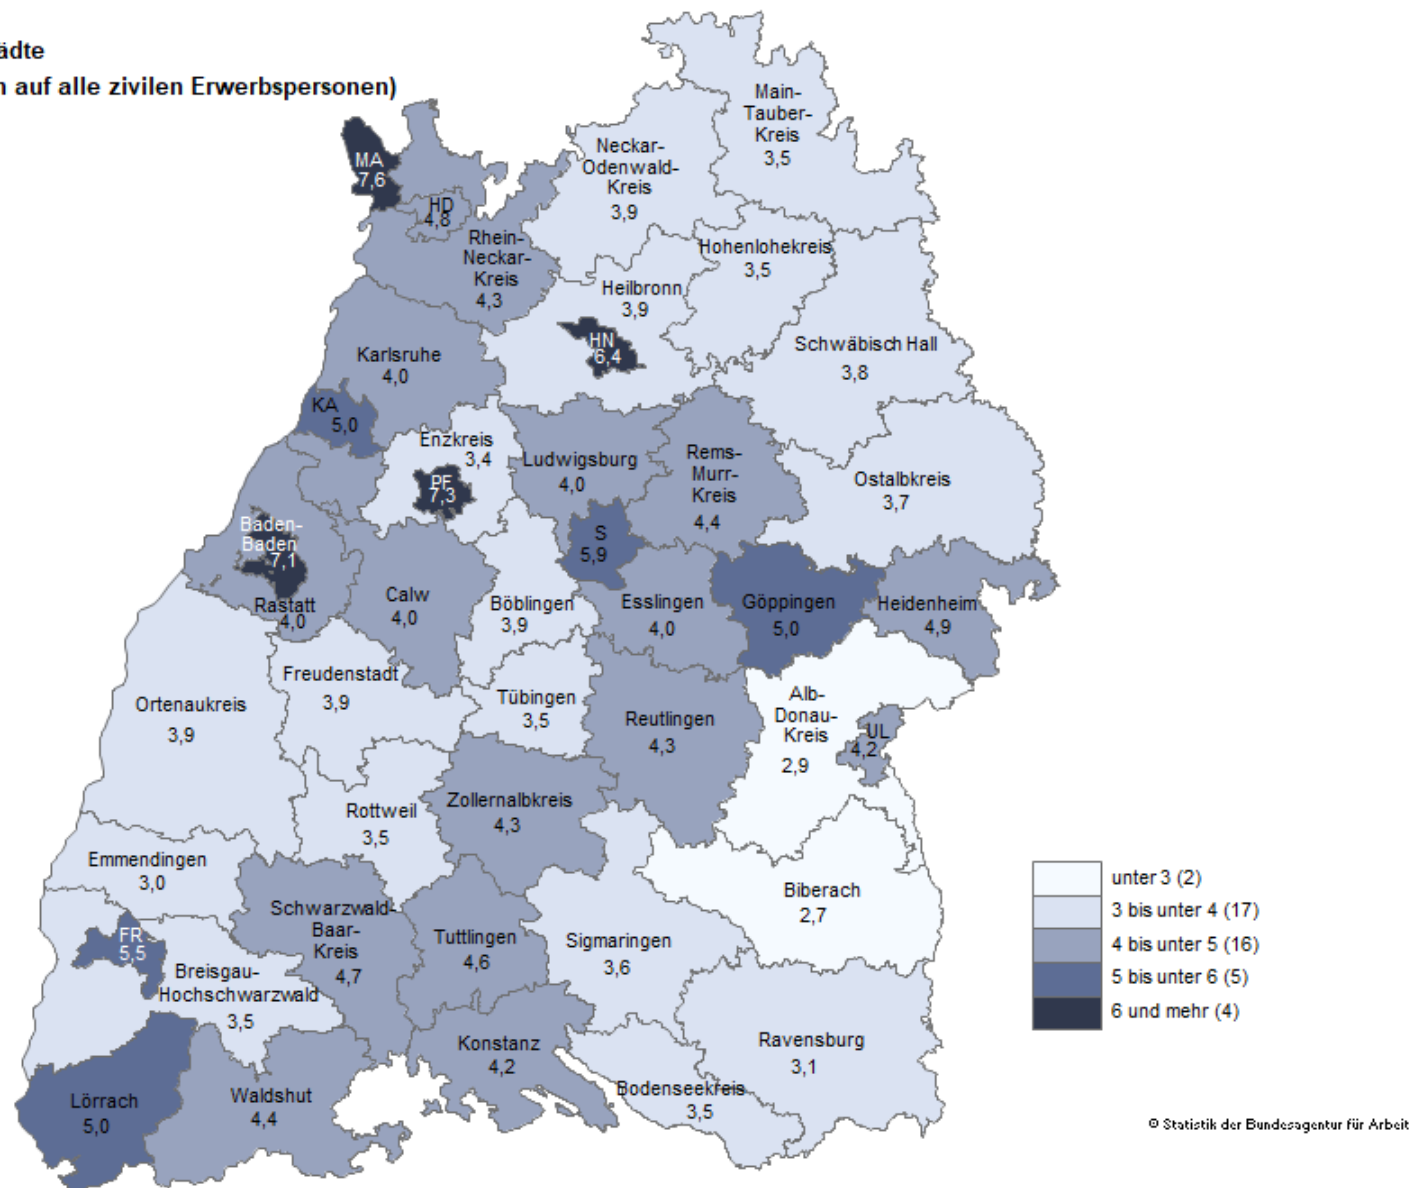 ädte
n auf alle zivilen Erwerbspersonen)
Main-
Tauber-
Kreis
3,5
Neckar-
Odenwald-
Kreis
3,9
MA
7,6
HD
4,8
Rhein-
Neckar-
Kreis
4,3
Hohenlohekreis
3,5
Heilbronn
3,9
HN
6,4
Schwäbisch Hall
3,8
Karlsruhe
4,0
KA
5,0
Enzkreis
3,4
PF
7,3
Ludwigsburg
4,0
Rems-
Murr-
Kreis
4,4
Ostalbkreis
3,7
S
5,9
Baden-
Baden
7,1
Rastatt
4,0
Calw
4,0
Böblingen
3,9
Esslingen
4,0
Göppingen
5,0
Heidenheim
4,9
Ortenaukreis
3,9
Freudenstadt
3,9
Tübingen
3,5
Reutlingen
4,3
Alb-
Donau-
Kreis
2,9
UL
4,2
Rottweil
3,5
Zollernalbkreis
4,3
Emmendingen
3,0
Biberach
2,7
FR
5,5
Breisgau-
Hochschwarzwald
3,5
Schwarzwald-
Baar-
Kreis
4,7
Tuttlingen
4,6
Sigmaringen
3,6
Lörrach
5,0
Waldshut
4,4
Konstanz
4,2
Bodenseekreis
3,5
Ravensburg
3,1
unter 3 (2)
3 bis unter 4 (17)
4 bis unter 5 (16)
5 bis unter 6 (5)
6 und mehr (4)
© Statistik der Bundesagentur für Arbeit